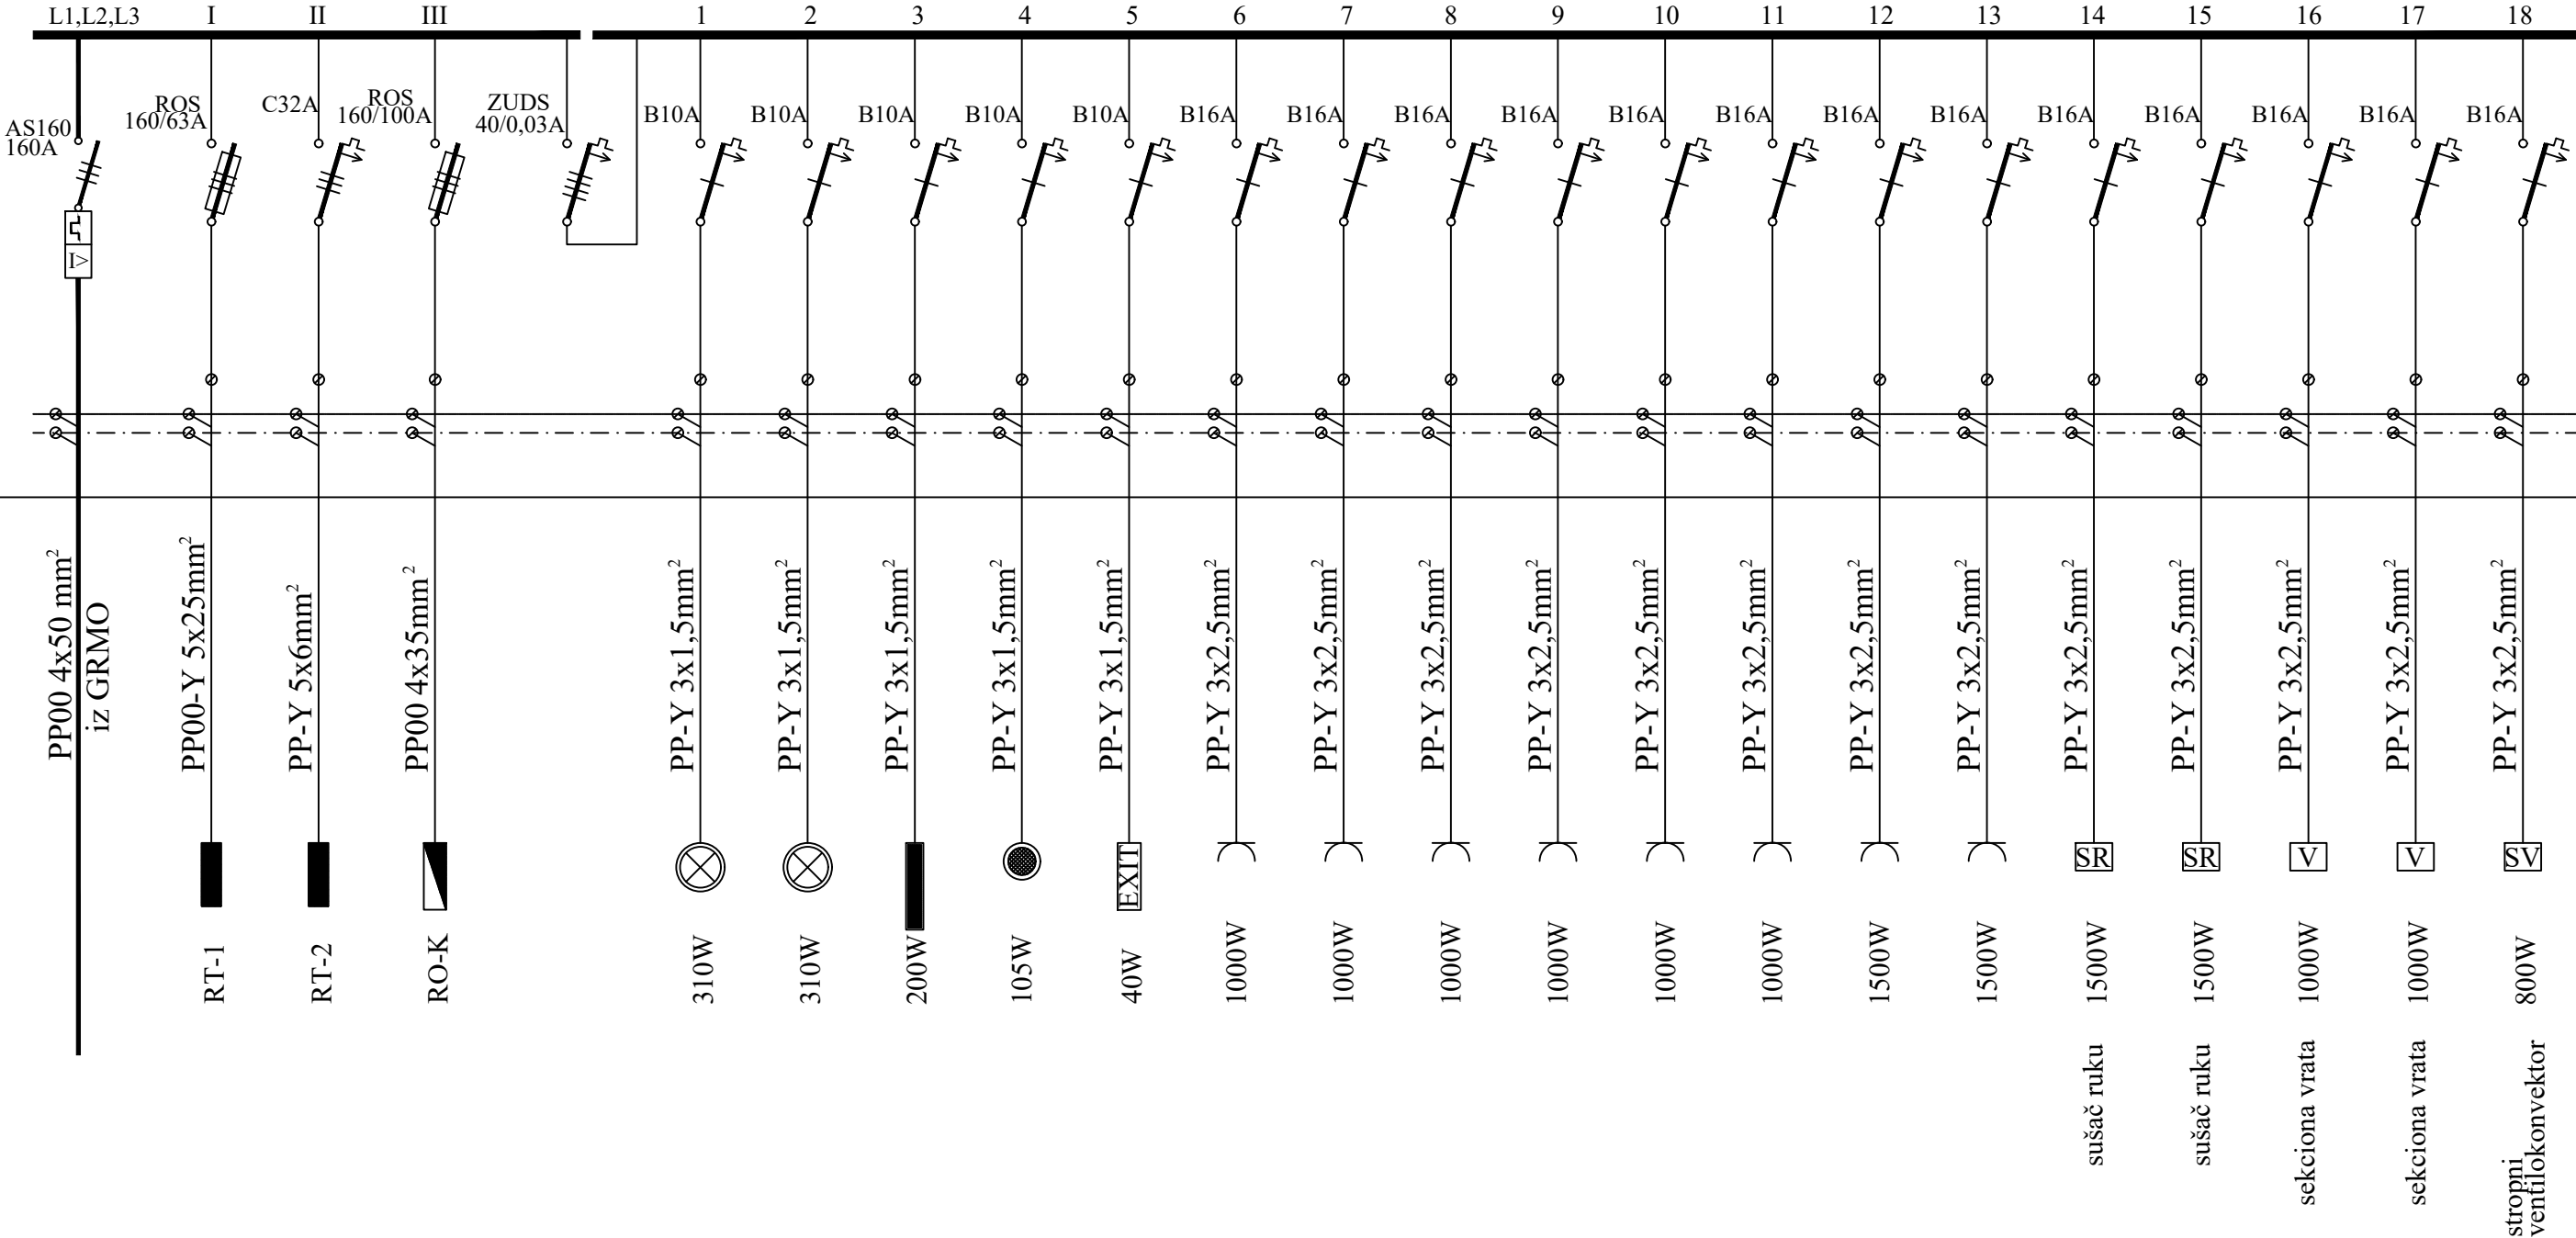 L1,L2,L3 I II III 1 2 3 4 5 6 7 8 9 10 11 12 13 14 15 16 17 18
AS160
160A
ROS
160/63A
C32A
ROS
160/100A
ZUDS
40/0,03A
B10A B10A B10A B10A B10A B16A B16A B16A B16A B16A B16A B16A B16A B16A B16A B16A B16A B16A
I>
PP00 4x50 mm²
iz GRMO
PP00-Y 5x25mm²
PP-Y 5x6mm²
PP00 4x35mm²
PP-Y 3x1,5mm²
PP-Y 3x1,5mm²
PP-Y 3x1,5mm²
PP-Y 3x1,5mm²
PP-Y 3x1,5mm²
PP-Y 3x2,5mm²
PP-Y 3x2,5mm²
PP-Y 3x2,5mm²
PP-Y 3x2,5mm²
PP-Y 3x2,5mm²
PP-Y 3x2,5mm²
PP-Y 3x2,5mm²
PP-Y 3x2,5mm²
PP-Y 3x2,5mm²
PP-Y 3x2,5mm²
PP-Y 3x2,5mm²
PP-Y 3x2,5mm²
PP-Y 3x2,5mm²
EXIT
SR
SR
V
V
SV
RT-1
RT-2
RO-K
310W
310W
200W
105W
40W
1000W
1000W
1000W
1000W
1000W
1000W
1500W
1500W
1500W
1500W
1000W
1000W
800W
sušač ruku
sušač ruku
sekciona vrata
sekciona vrata
stropni
ventilokonvektor